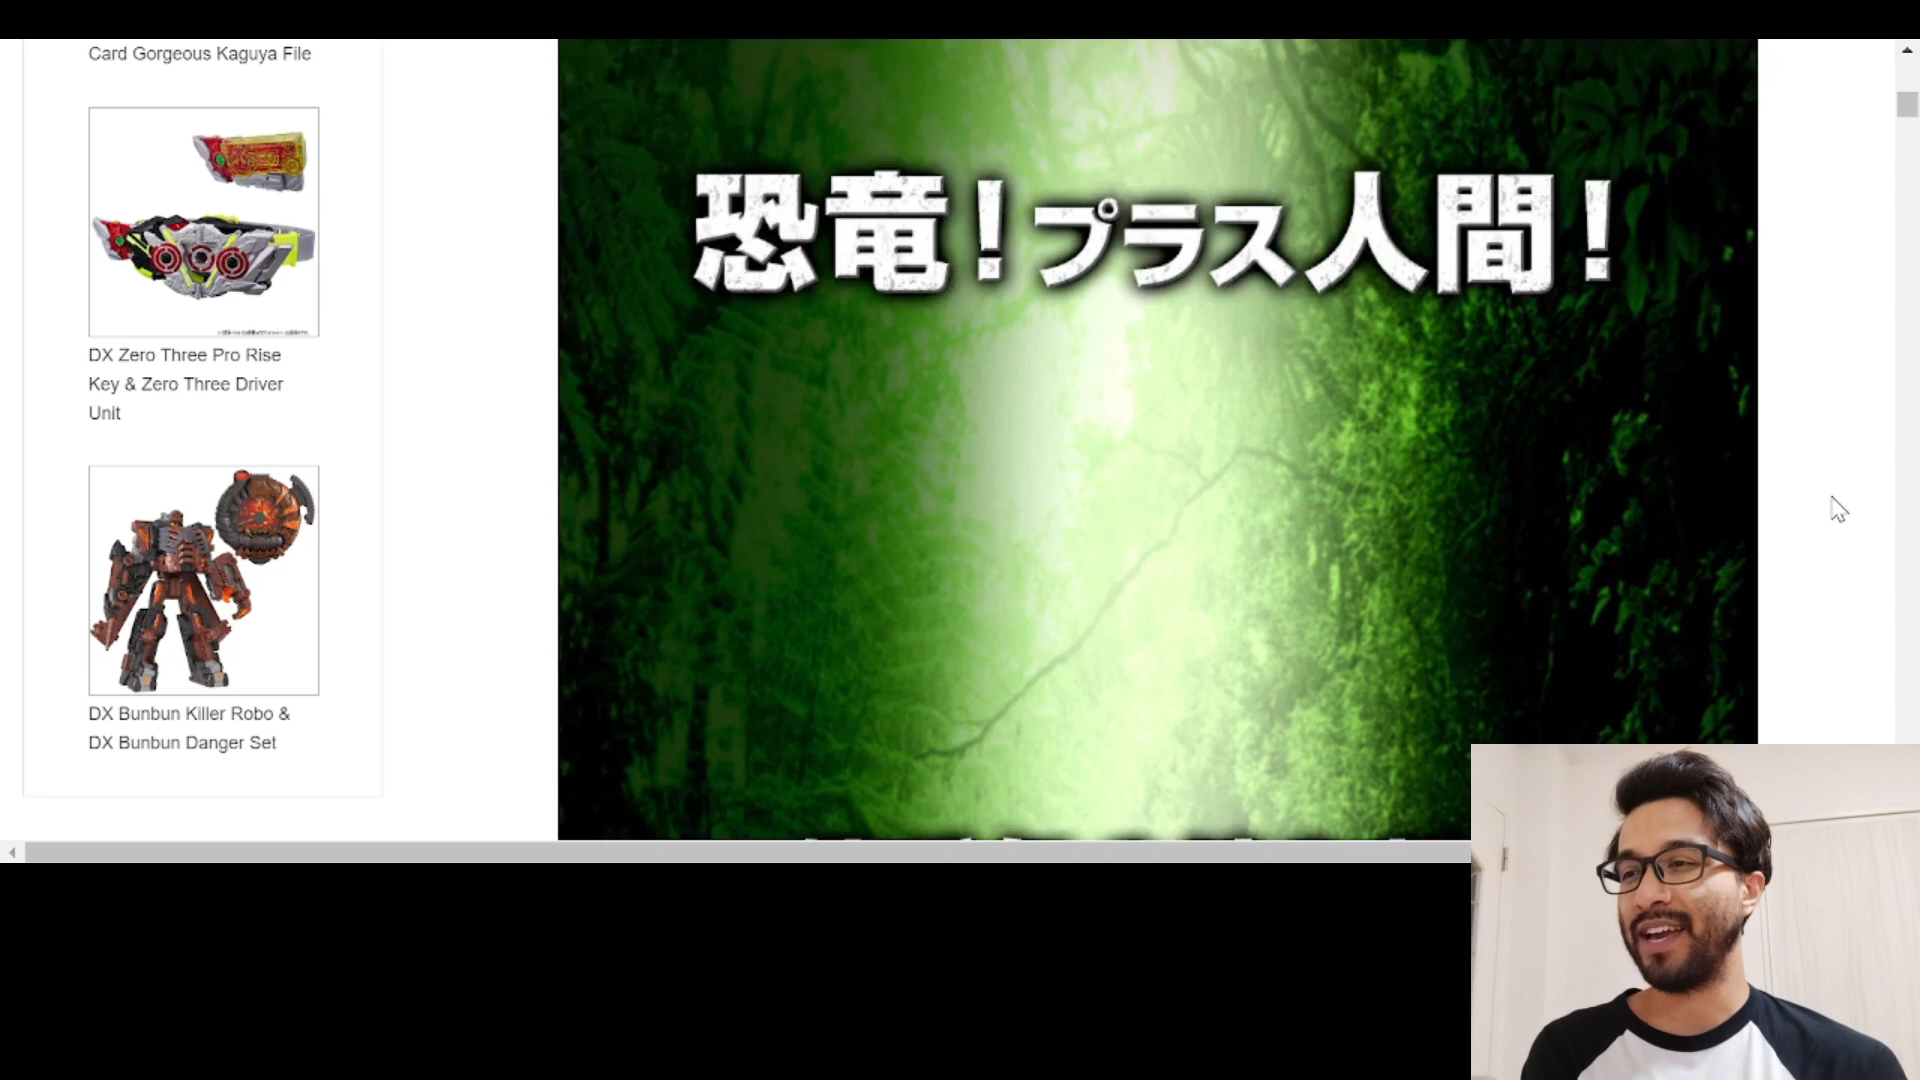 Card Gorgeous Kaguya File
DX Zero Three Pro Rise
Key & Zero Three Driver
Unit
DX Bunbun Killer Robo &
DX Bunbun Danger Set
恐竜！プラス人間！